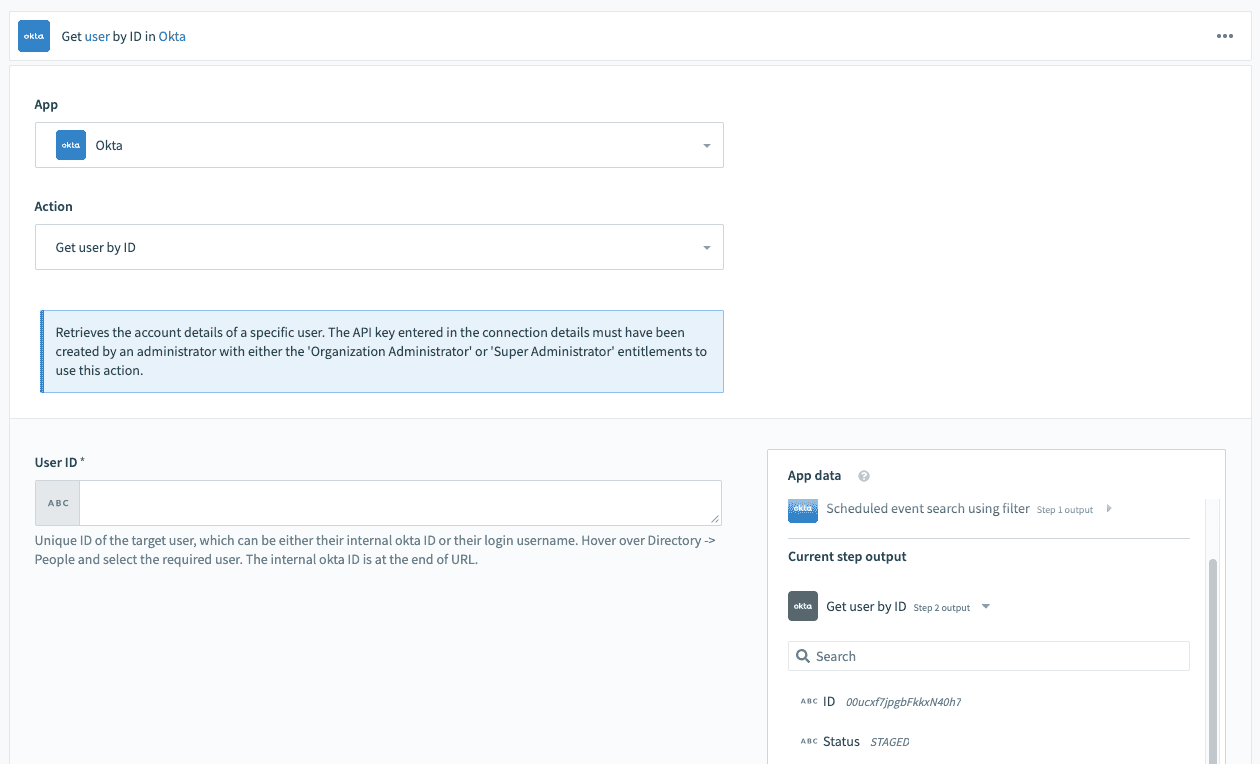 okta Get user by ID in Okta
App
okta Okta
Action
Get user by ID
Retrieves the account details of a specific user. The API key entered in the connection details must have been
created by an administrator with either the 'Organization Administrator' or 'Super Administrator' entitlements to
use this action.
User ID *
ABC
Unique ID of the target user, which can be either their internal okta ID or their login username. Hover over Directory ->
People and select the required user. The internal okta ID is at the end of URL.
App data ?
okta Scheduled event search using filter Step 1 output
Current step output
okta Get user by ID Step 2 output
Search
ABC ID 00ucxf7jpgbFkkxN40h7
ABC Status STAGED